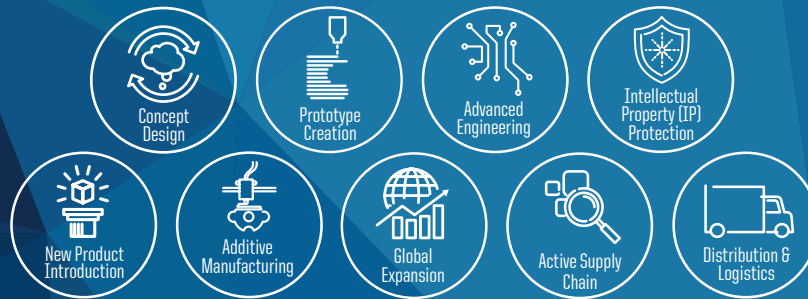 Concept
Design
Prototype
Creation
Advanced
Engineering
Intellectual
Property (IP)
Protection
New Product
Introduction
Additive
Manufacturing
Global
Expansion
Active Supply
Chain
Distribution &
Logistics